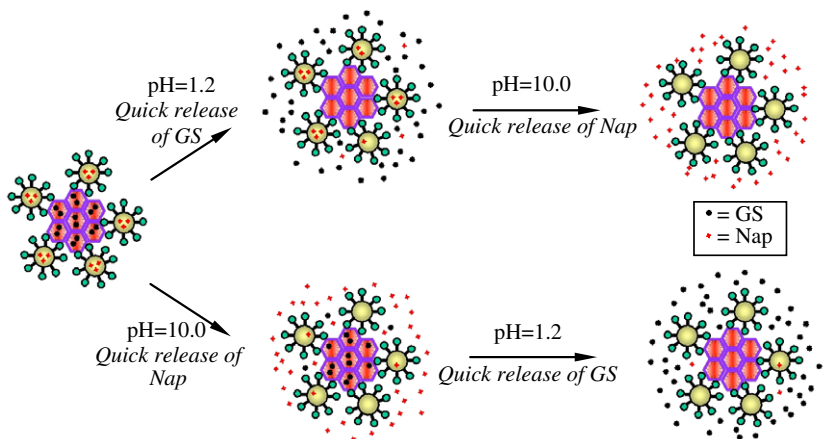 pH=1.2
Quick release
of GS
pH=10.0
Quick release of Nap
= GS
= Nap
pH=10.0
Quick release of
Nap
pH=1.2
Quick release of GS